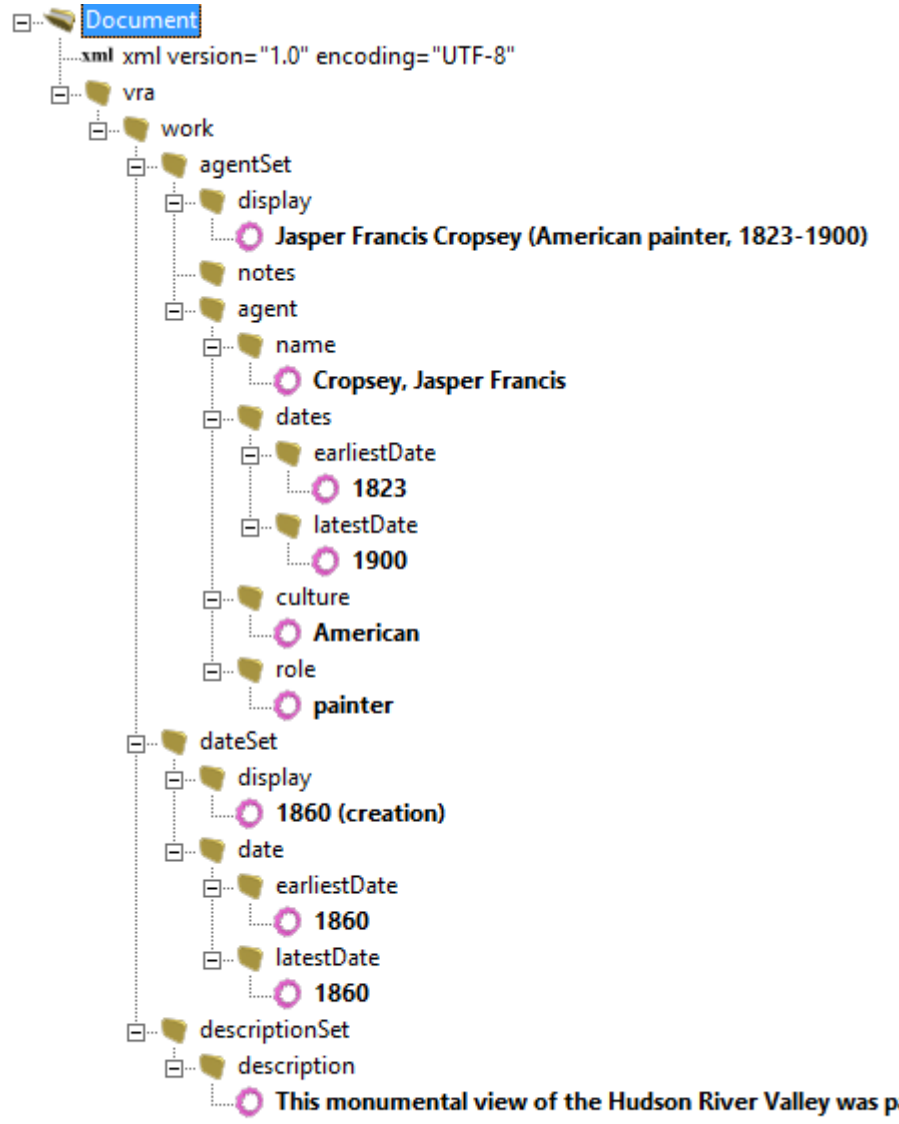 Document
xml xml version="1.0" encoding="UTF-8"
vra
work
agentSet
display
Jasper Francis Cropsey (American painter, 1823-1900)
notes
agent
name
Cropsey, Jasper Francis
dates
earliestDate
1823
latestDate
1900
culture
American
role
painter
dateSet
display
1860 (creation)
date
earliestDate
1860
latestDate
1860
descriptionSet
description
This monumental view of the Hudson River Valley was